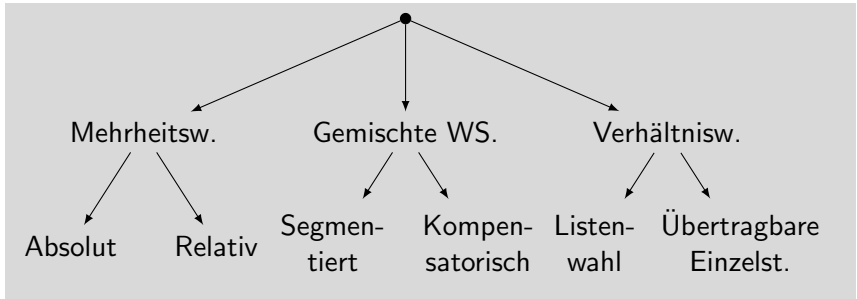 Mehrheitsw.
Gemischte WS.
Verhältnisw.
Absolut
Relativ
Segmen-
tiert
Kompen-
satorisch
Listen-
wahl
Übertragbare
Einzelst.